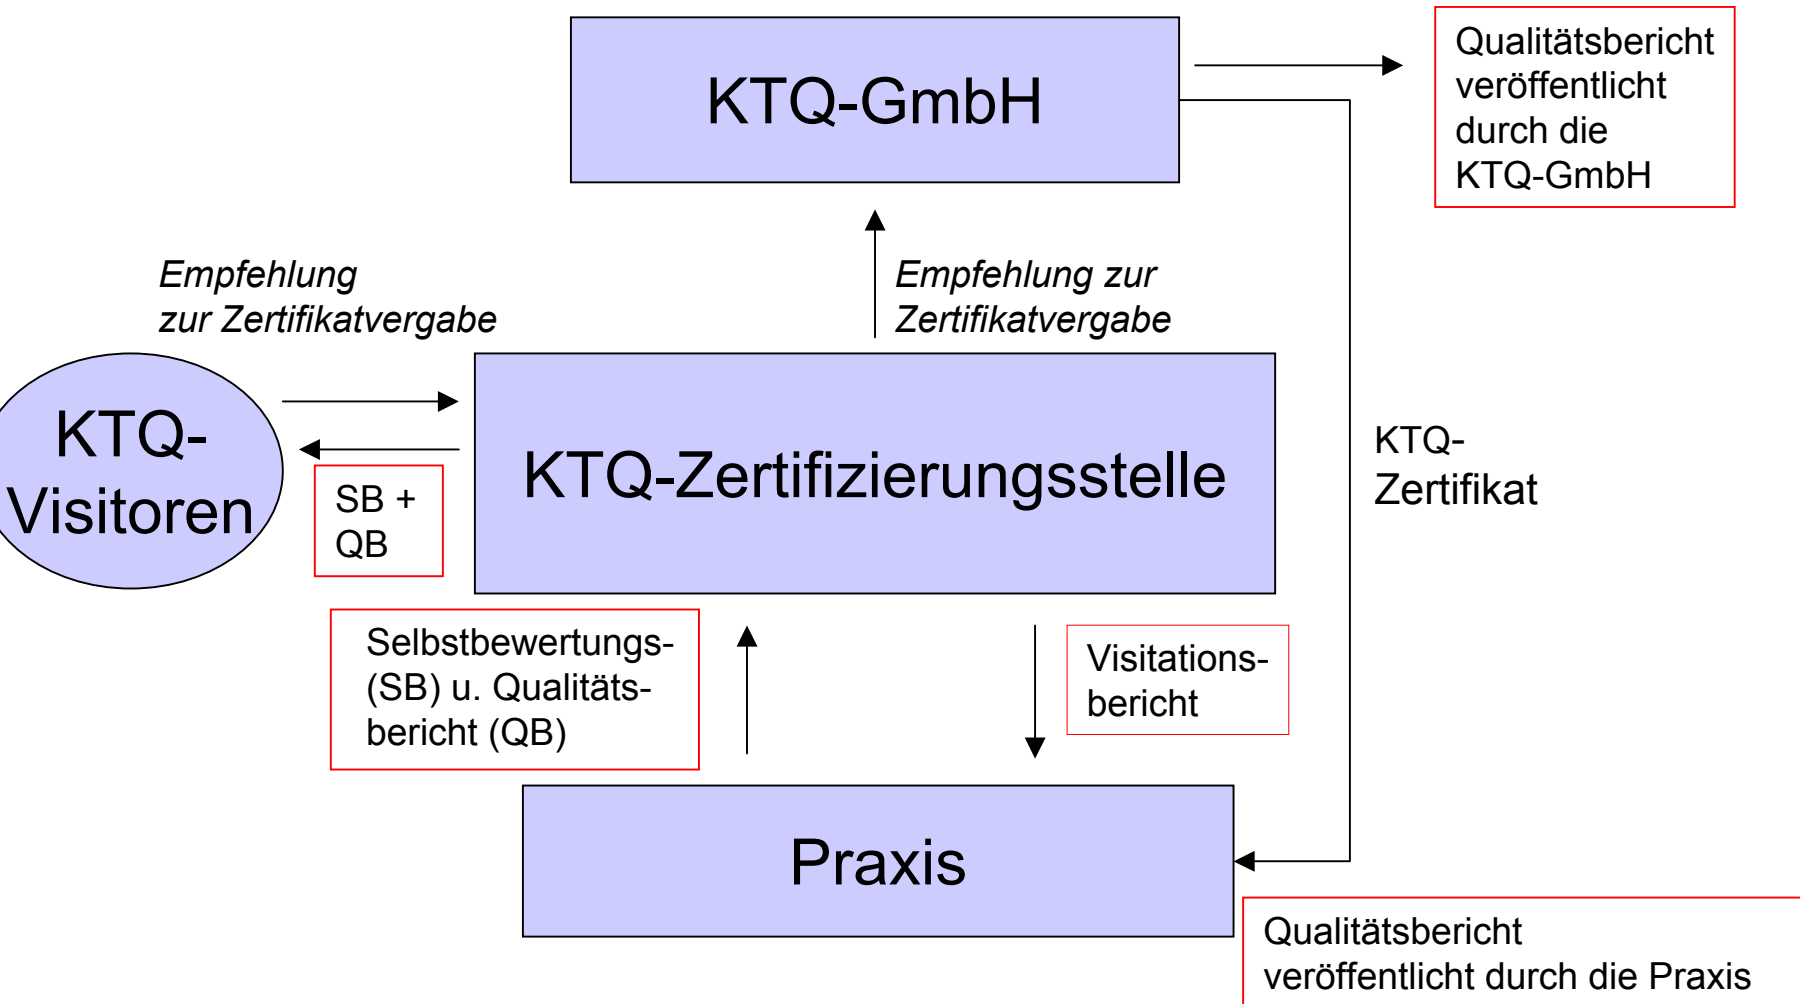 KTQ-GmbH
Qualitätsbericht
veröffentlicht
durch die
KTQ-GmbH
Empfehlung
zur Zertifikatvergabe
Empfehlung zur
Zertifikatvergabe
KTQ-
Visitoren
SB +
QB
KTQ-Zertifizierungsstelle
KTQ-
Zertifikat
Selbstbewertungs-
(SB) u. Qualitäts-
bericht (QB)
Visitations-
bericht
Praxis
Qualitätsbericht
veröffentlicht durch die Praxis